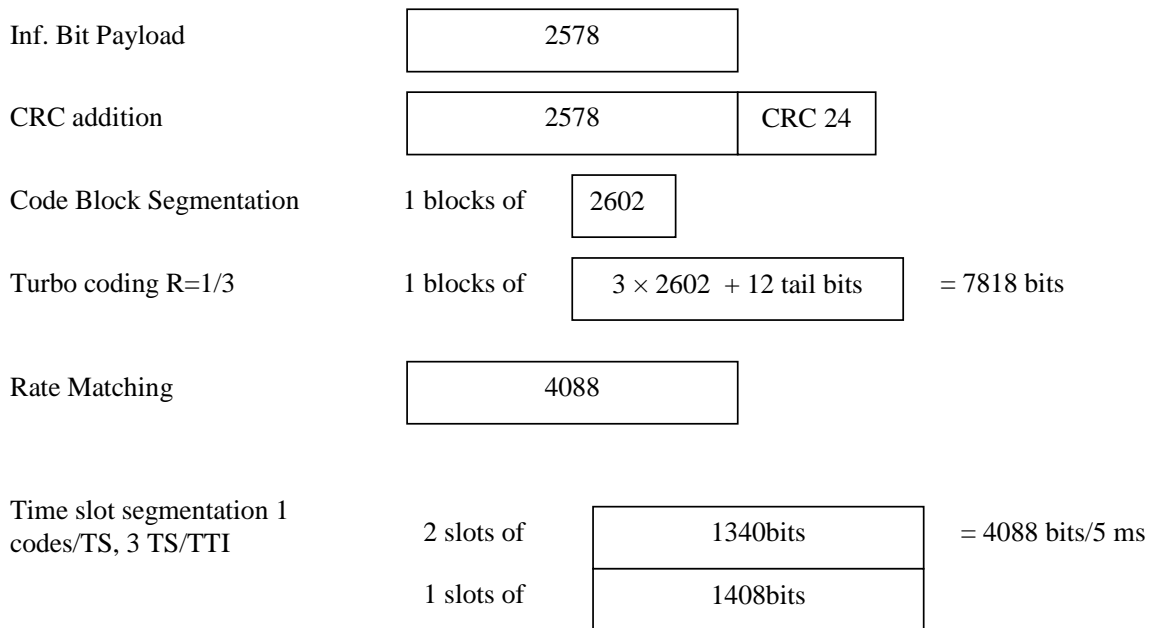 Inf. Bit Payload 2578
CRC addition 2578 CRC 24
Code Block Segmentation 1 blocks of 2602
Turbo coding R=1/3 1 blocks of 3 × 2602 + 12 tail bits = 7818 bits
Rate Matching 4088
Time slot segmentation 1
codes/TS, 3 TS/TTI 2 slots of 1340bits = 4088 bits/5 ms
1 slots of 1408bits